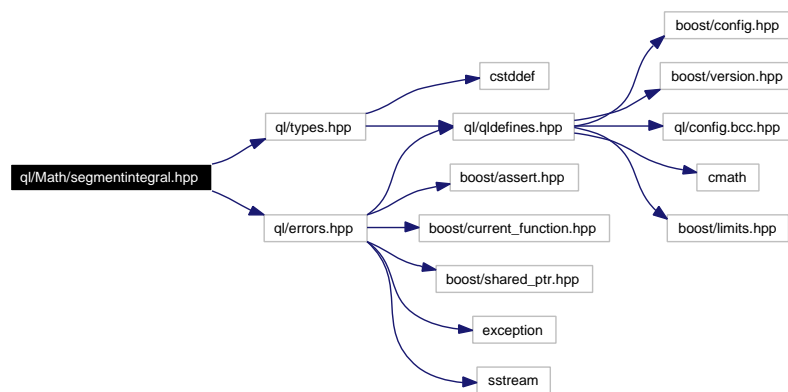 boost/config.hpp
cstddef
boost/version.hpp
ql/types.hpp
ql/qldefines.hpp
ql/config.bcc.hpp
ql/Math/segmentintegral.hpp
boost/assert.hpp
cmath
ql/errors.hpp
boost/current_function.hpp
boost/limits.hpp
boost/shared_ptr.hpp
exception
sstream